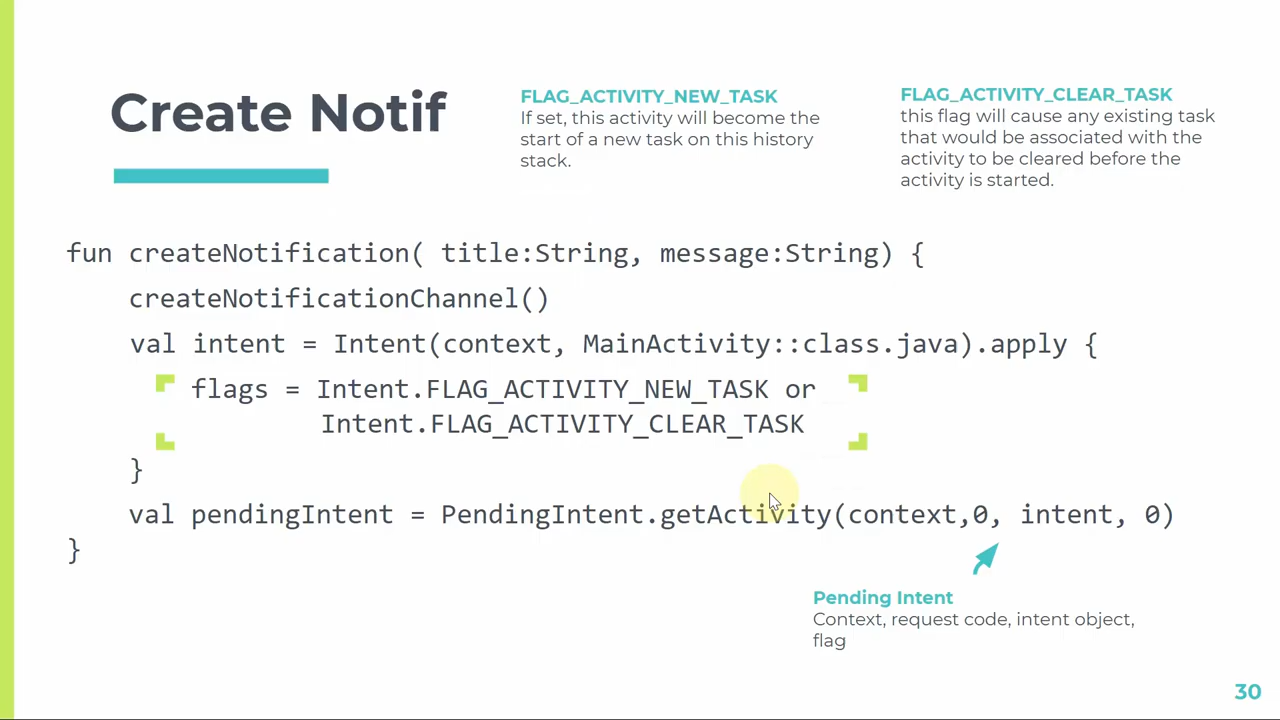 Create Notif
FLAG_ACTIVITY_NEW_TASK
If set, this activity will become the
start of a new task on this history
stack.
FLAG_ACTIVITY_CLEAR_TASK
this flag will cause any existing task
that would be associated with the
activity to be cleared before the
activity is started.
fun createNotification( title:String, message:String) {
createNotificationChannel()
val intent = Intent(context, MainActivity::class.java).apply {
flags = Intent.FLAG_ACTIVITY_NEW_TASK or
Intent.FLAG_ACTIVITY_CLEAR_TASK
}
val pendingIntent = PendingIntent.getActivity(context,0, intent, 0)
}
Pending Intent
Context, request code, intent object,
flag
30